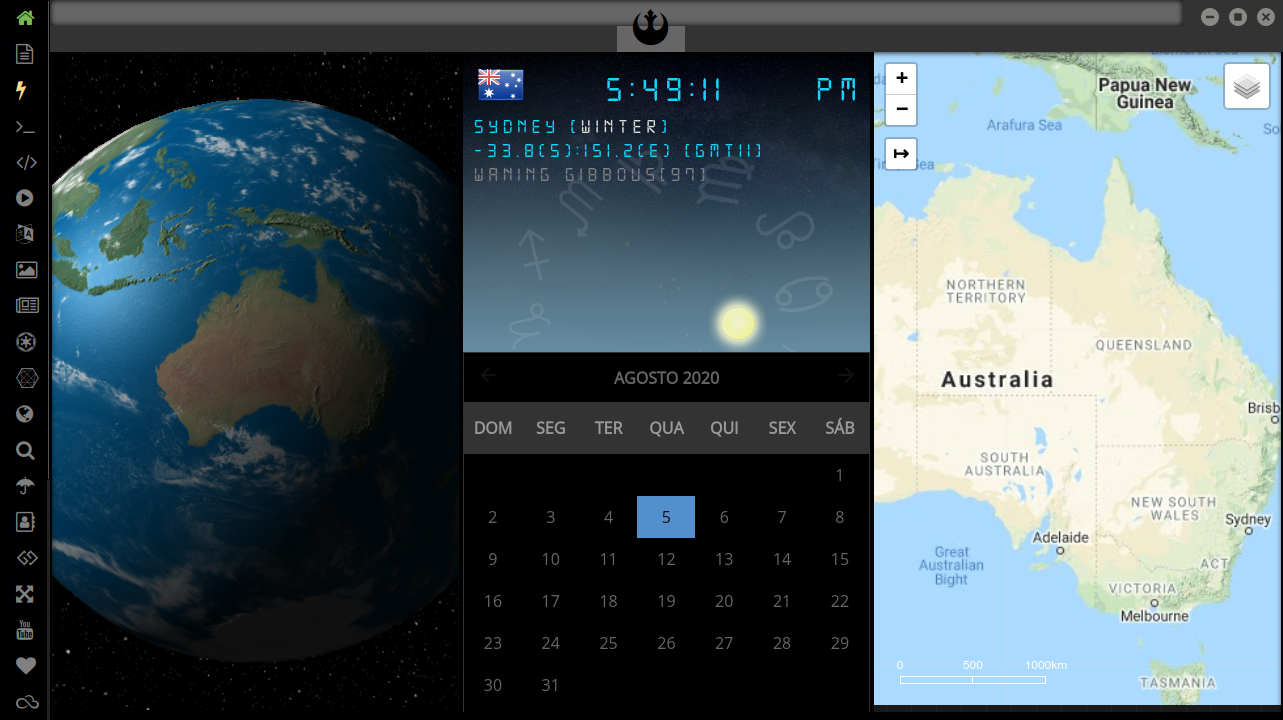 5:49:11 PM
SYDNEY (WINTER)
-33.8(S):151.2(E) (GMT11)
WANING GIBBOUS(97)
AGOSTO 2020
DOM SEG TER QUA QUI SEX SÁB
1
2 3 4 5 6 7 8
9 10 11 12 13 14 15
16 17 18 19 20 21 22
23 24 25 26 27 28 29
30 31
+
−
↦
Papua New
Guinea
Arafura Sea
Sea
NORTHERN
TERRITORY
QUEENSLAND
Australia
Brisb
SOUTH
AUSTRALIA
NEW SOUTH
WALES
Sydney
Adelaide
Great
Australian
Bight
ACT
VICTORIA
Melbourne
0 500 1000km
TASMANIA
You
Tube